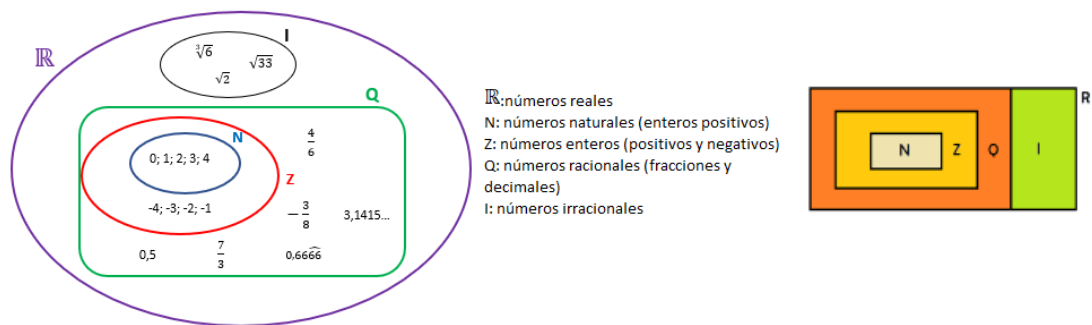 ℝ
I
∛6
√33
√2
Q
N
0; 1; 2; 3; 4
4/6
Z
-4; -3; -2; -1
-3/8
3,1415...
0,5
7/3
0,666͡6
ℝ:números reales
N: números naturales (enteros positivos)
Z: números enteros (positivos y negativos)
Q: números racionales (fracciones y
decimales)
I: números irracionales
R
N
Z
Q
I